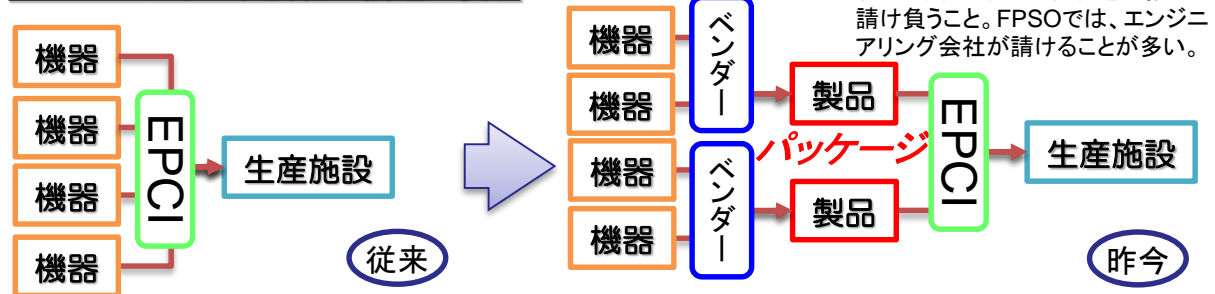 請け負うこと。FPSOでは、エンジニ
アリング会社が請けることが多い。
機器
機器
機器
機器
EPCI
生産施設
従来
機器
機器
機器
機器
ベンダー
ベンダー
製品
パッケージ
製品
EPCI
生産施設
昨今